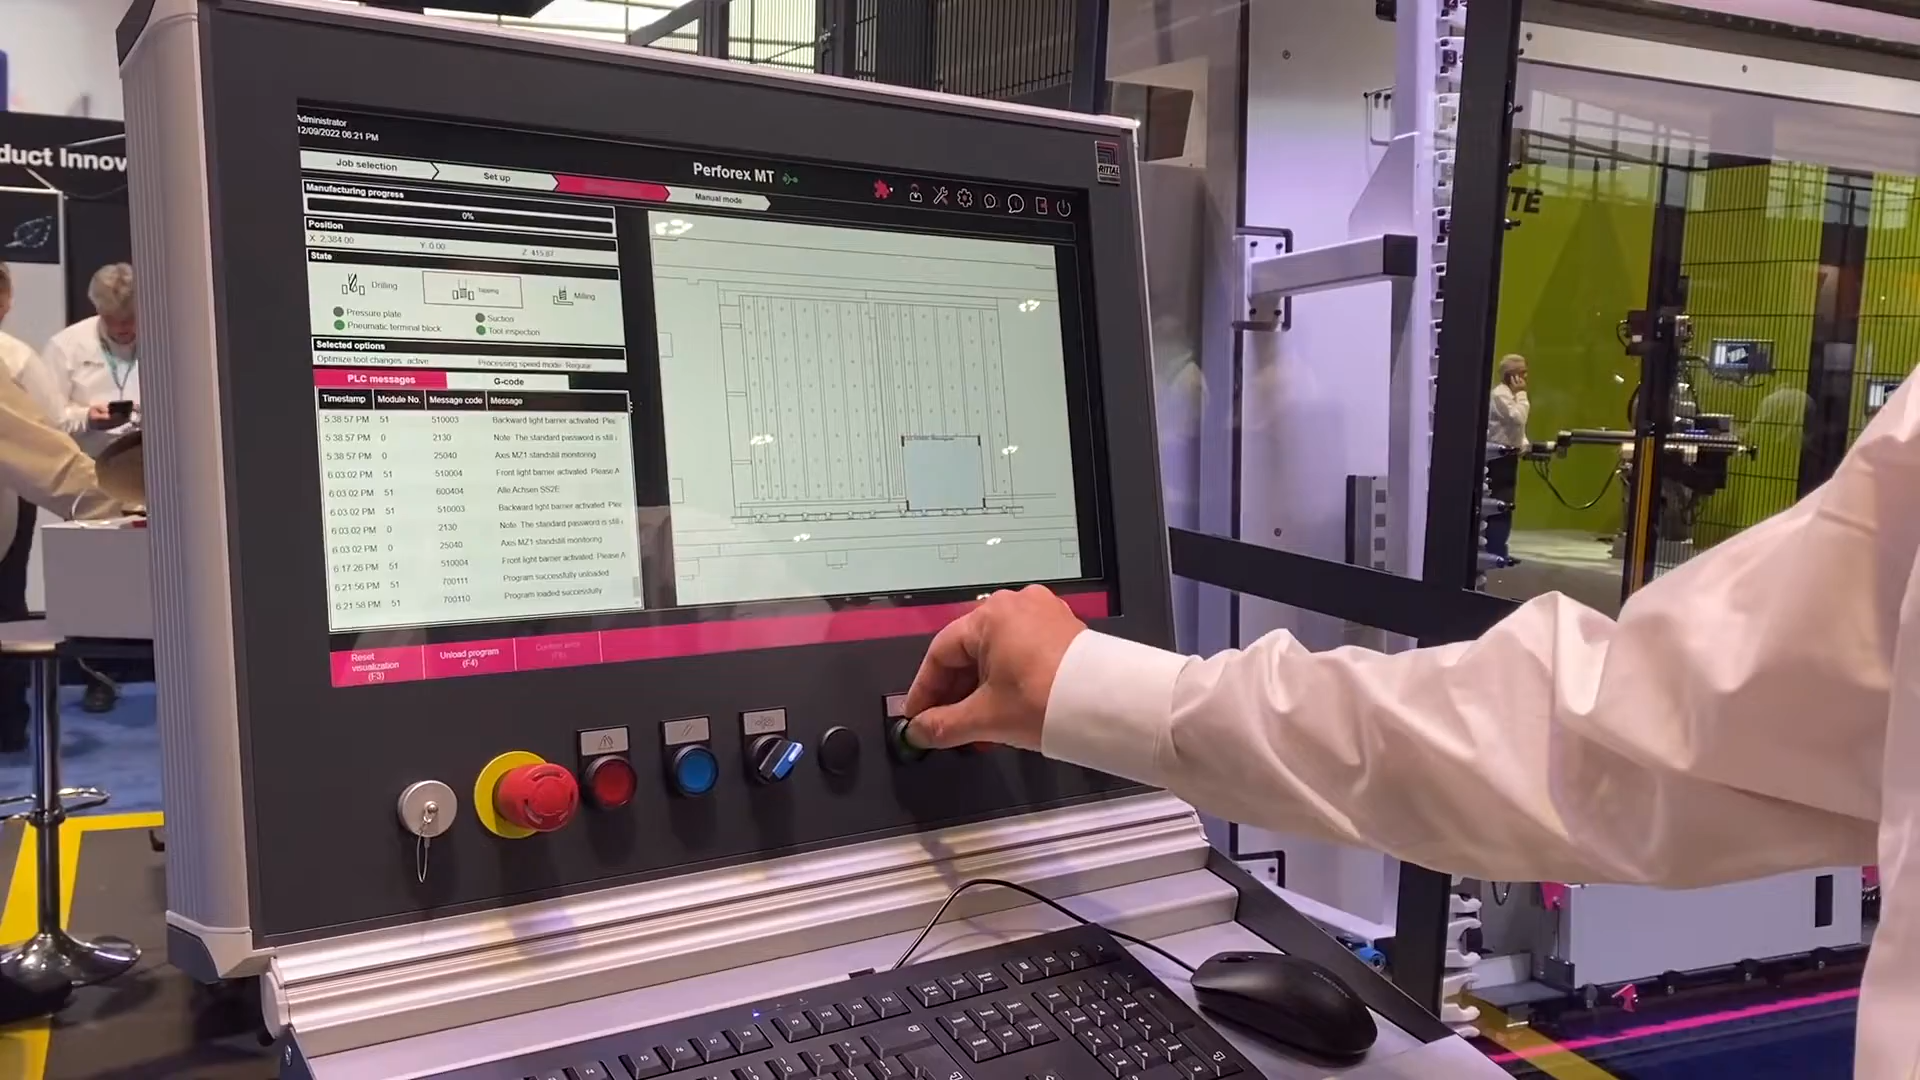 duct Innov
Administrator
12/09/2022 06:21 PM
Perforex MT
RITTAL
Job selection
Set up
Manual mode
Manufacturing progress
0%
Position
X: 2,384.00 Y: 0.00 Z: 415.87
State
Drilling
Tapping
Milling
Pressure plate
Suction
Pneumatic terminal block
Tool inspection
Selected options
Optimize tool changes: active
Processing speed mode: Regular
PLC messages
G-code
Timestamp Module No. Message code Message
5:38:57 PM 51 510003 Backward light barrier activated. Plea
5:38:57 PM 0 2130 Note: The standard password is still
5:38:57 PM 0 25040 Axis MZ1 standstill monitoring
6:03:02 PM 51 510004 Front light barrier activated. Please A
6:03:02 PM 51 600404 Alle Achsen SS2E
6:03:02 PM 51 510003 Backward light barrier activated. Plea
6:03:02 PM 0 2130 Note: The standard password is still
6:03:02 PM 0 25040 Axis MZ1 standstill monitoring
6:17:26 PM 51 510004 Front light barrier activated. Please A
6:21:56 PM 51 700111 Program successfully unloaded
6:21:58 PM 51 700110 Program loaded successfully
Reset
visualization
(F3)
Unload program
(F4)
Confirm error
TE
CHERRY